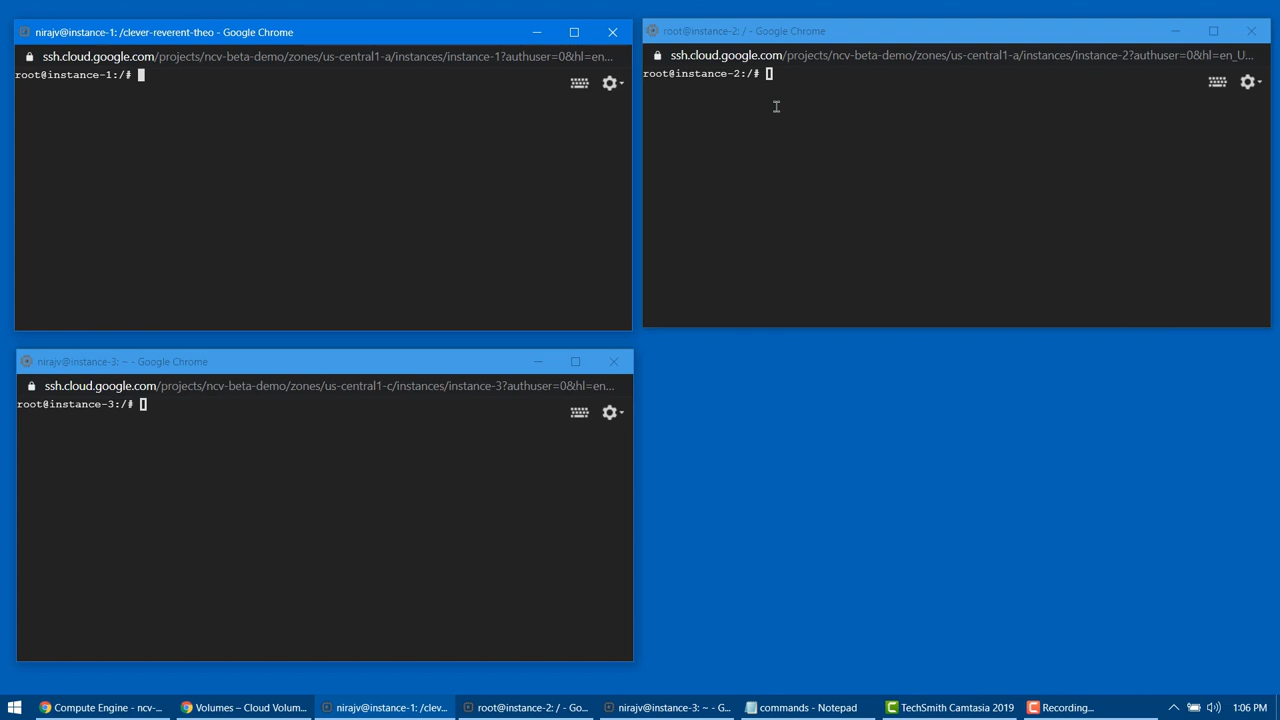 nirajv@instance-1: /clever-reverent-theo - Google Chrome
ssh.cloud.google.com/projects/ncv-beta-demo/zones/us-central1-a/instances/instance-1?authuser=0&hl=en...
root@instance-1:/#
root@instance-2: / - Google Chrome
ssh.cloud.google.com/projects/ncv-beta-demo/zones/us-central1-a/instances/instance-2?authuser=0&hl=en_U...
root@instance-2:/#
nirajv@instance-3: ~ - Google Chrome
ssh.cloud.google.com/projects/ncv-beta-demo/zones/us-central1-c/instances/instance-3?authuser=0&hl=en...
root@instance-3:/#
Compute Engine - ncv-...
Volumes – Cloud Volum...
nirajv@instance-1: /clev...
root@instance-2: / - Go...
nirajv@instance-3: ~ - G...
commands - Notepad
TechSmith Camtasia 2019
Recording...
1:06 PM